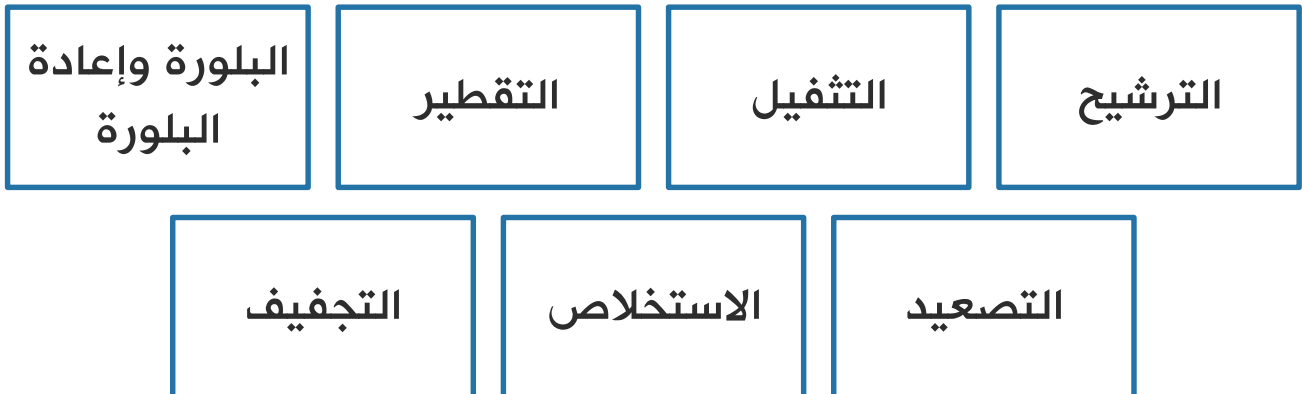 الترشيح
التثفيل
التقطير
البلورة وإعادة
البلورة
التصعيد
الاستخلاص
التجفيف